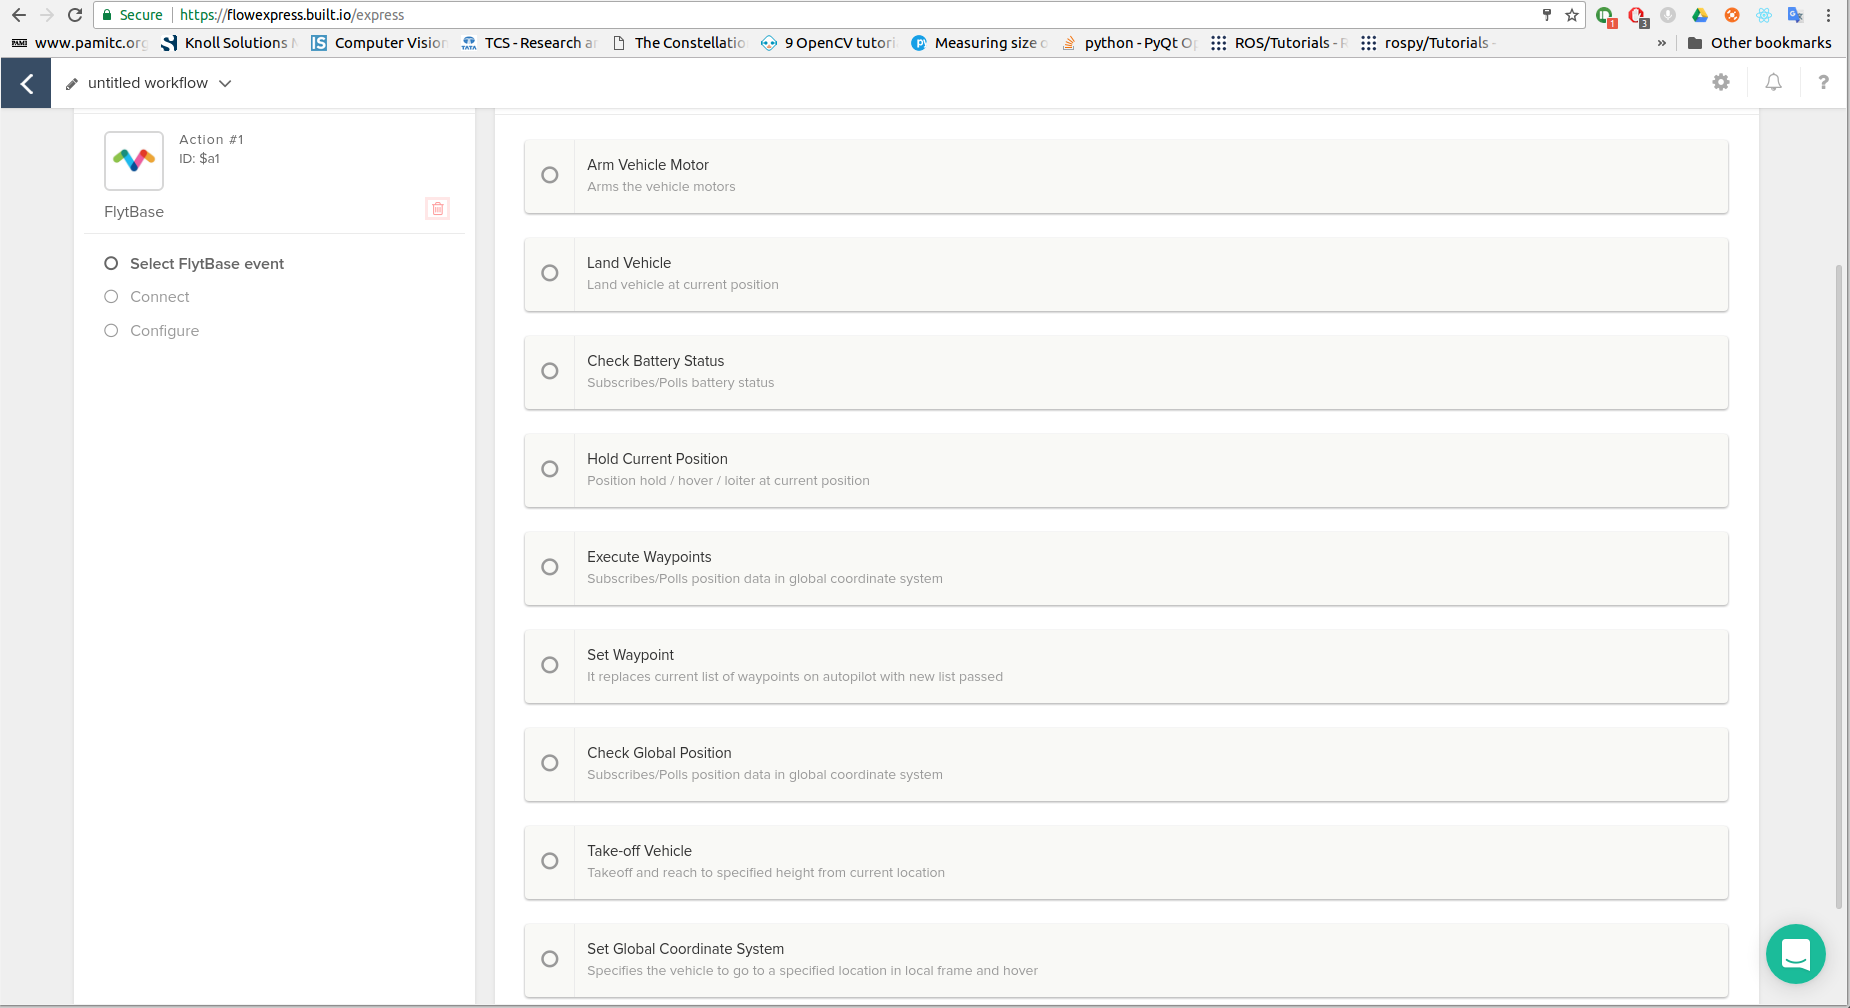 Secure https://flowexpress.built.io/express
1
3
www.pamitc.org Knoll Solutions Computer Vision TCS - Research a The Constellatio 9 OpenCV tutori Measuring size o python - PyQt Op ROS/Tutorials - R rospy/Tutorials - » Other bookmarks
untitled workflow
?
Action #1
ID: $a1
FlytBase
Select FlytBase event
Connect
Configure
Arm Vehicle Motor
Arms the vehicle motors
Land Vehicle
Land vehicle at current position
Check Battery Status
Subscribes/Polls battery status
Hold Current Position
Position hold / hover / loiter at current position
Execute Waypoints
Subscribes/Polls position data in global coordinate system
Set Waypoint
It replaces current list of waypoints on autopilot with new list passed
Check Global Position
Subscribes/Polls position data in global coordinate system
Take-off Vehicle
Takeoff and reach to specified height from current location
Set Global Coordinate System
Specifies the vehicle to go to a specified location in local frame and hover